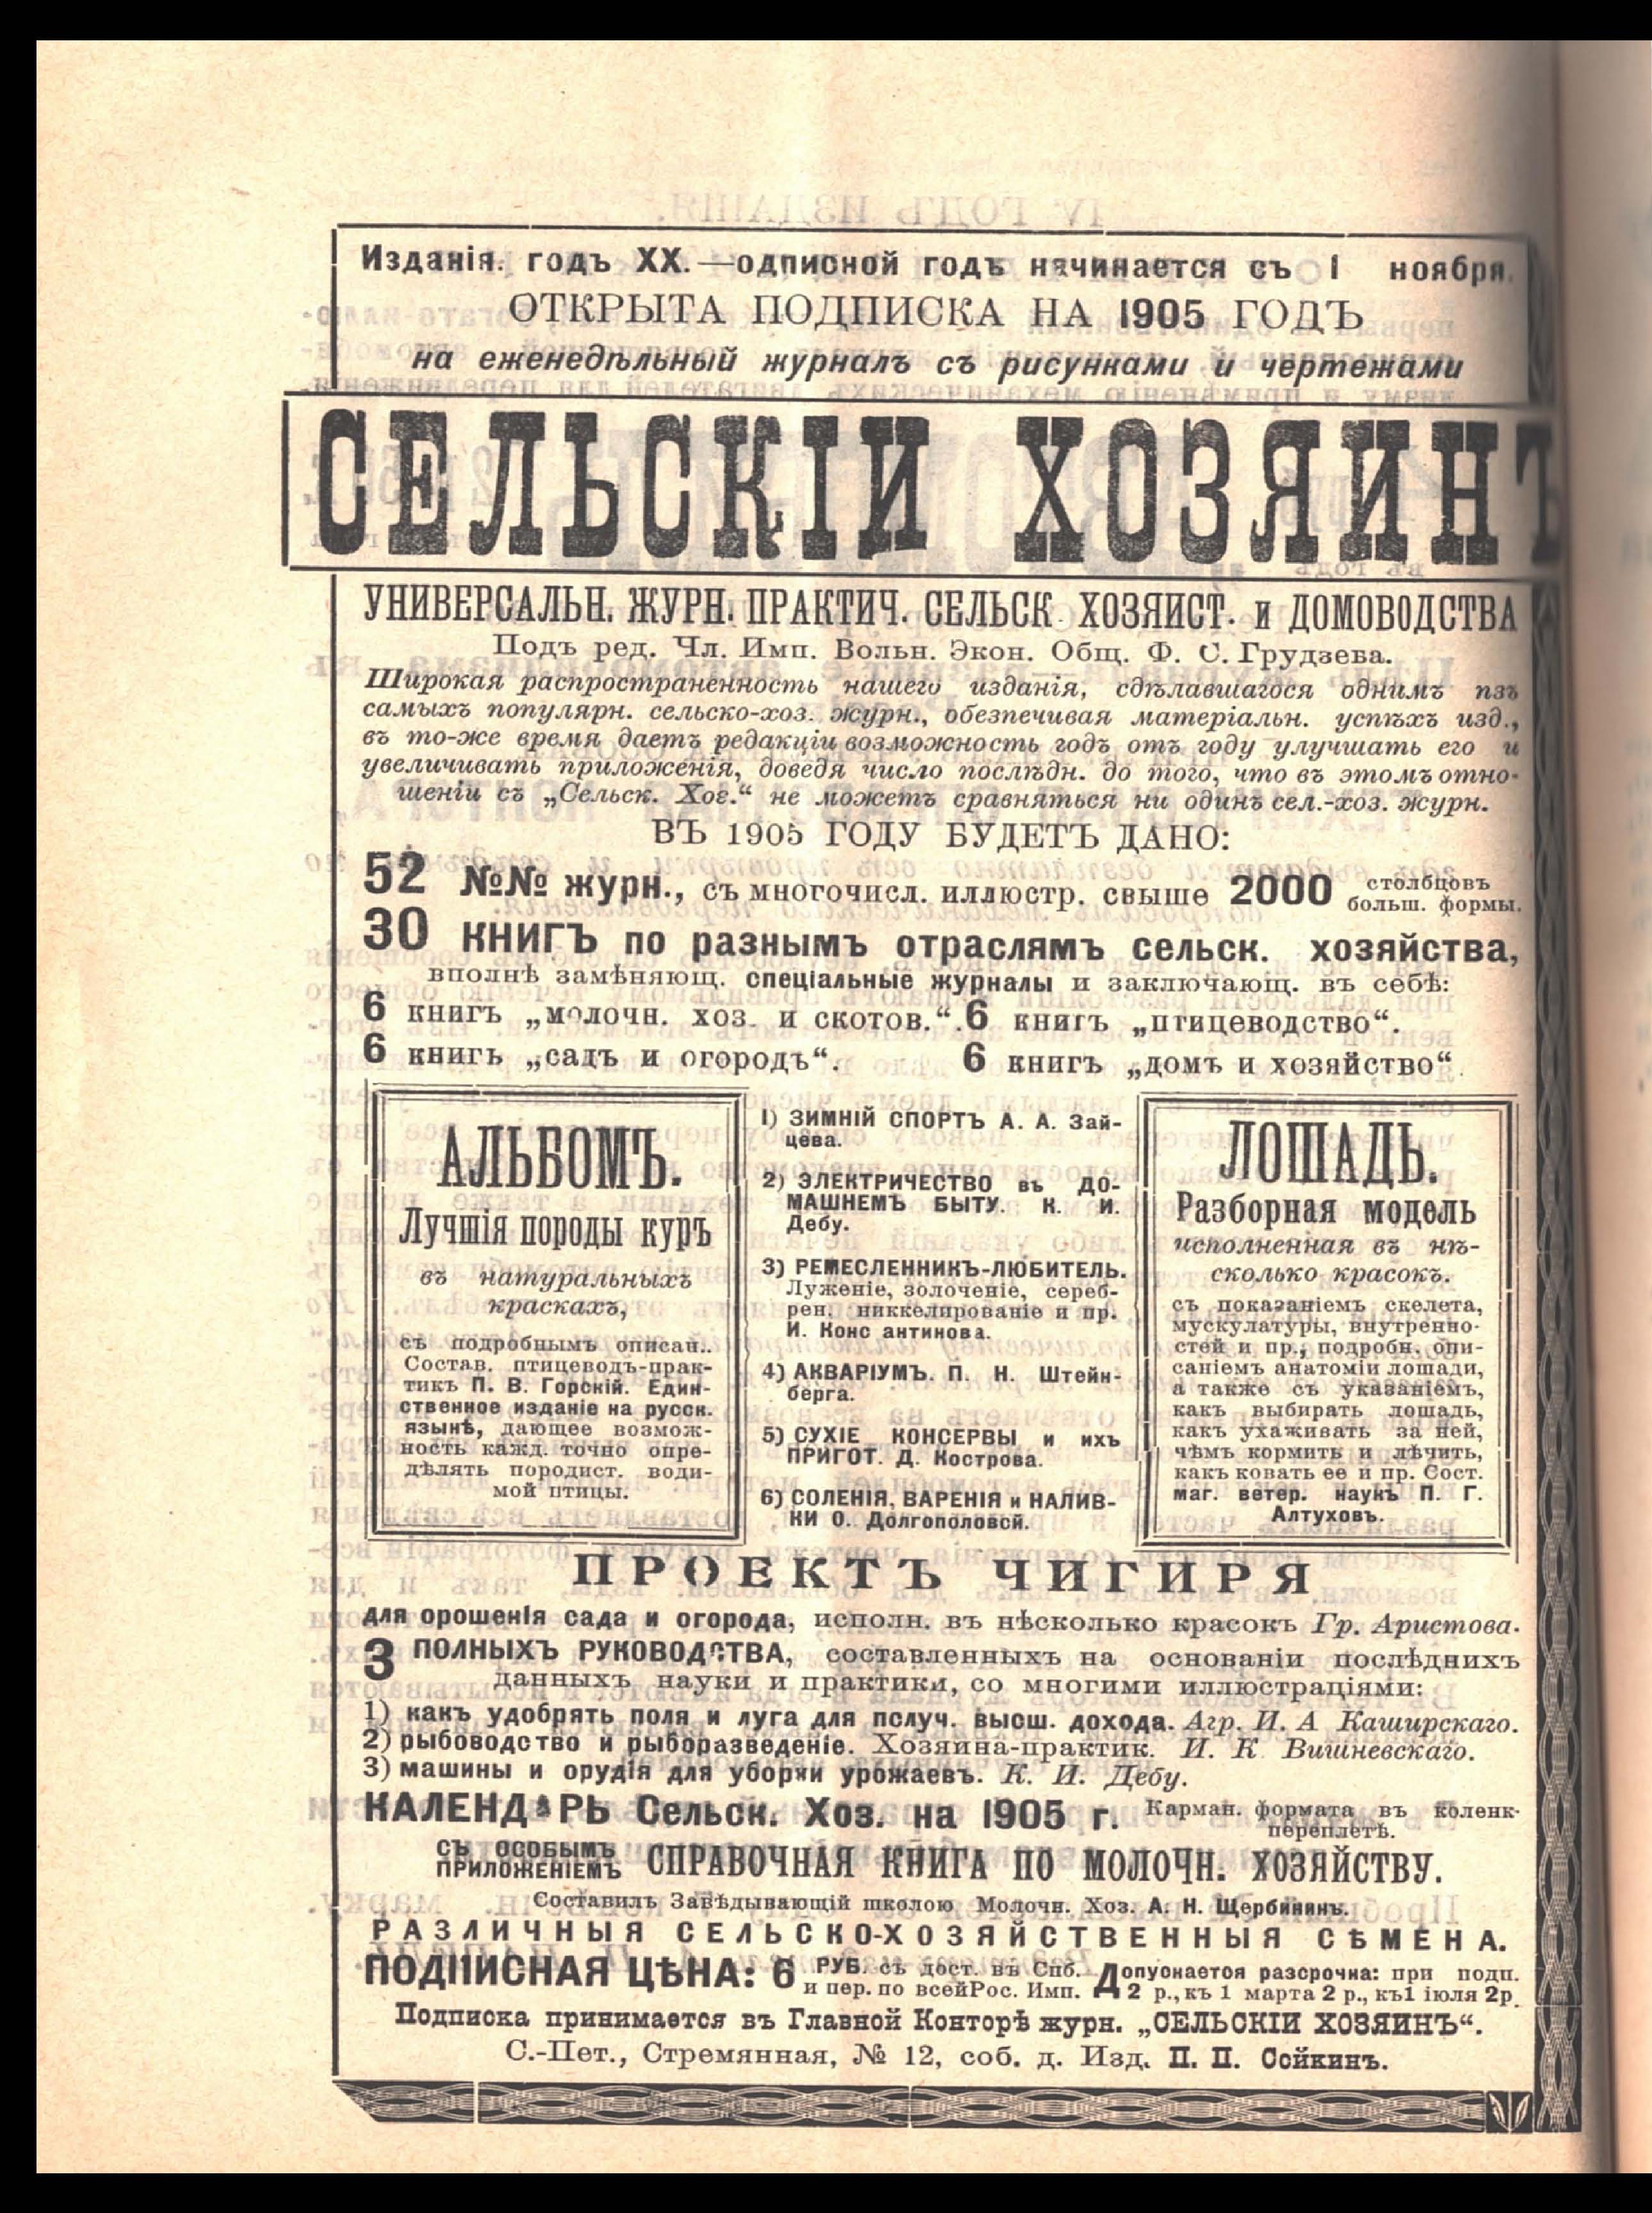 Изданія. годъ XX.—одписной годъ начинается съ 1 ноября.
ОТКРЫТА ПОДПИСКА НА 1905 ГОДЪ
на еженедѣльный журналъ съ рисунками и чертежами
СЕЛЬСКІИ ХОЗЯИНЪ
УНИВЕРСАЛЬН. ЖУРН. ПРАКТИЧ. СЕЛЬСК. ХОЗЯИСТ. и ДОМОВОДСТВА
Подъ ред. Чл. Имп. Вольн. Экон. Общ. Ф. С. Грудзева.
Широкая распространенность нашего изданія, сдѣлавшагося однимъ пзъ
самыхъ популярн. сельско-хоз. журн., обезпечивая матеріальн. успѣхъ изд.,
въ то-же время даетъ редакціи возможность годъ отъ году улучшать его и
увеличивать приложенія, доведя число послѣдн. до того, что въ этомъ отно-
шеніи съ „Сельск. Хоз.“ не можетъ сравняться ни одинъ сел.-хоз. журн.
ВЪ 1905 ГОДУ БУДЕТЪ ДАНО:
52 №№ журн., съ многочисл. иллюстр. свыше 2000 столбцовъ больш. формы.
30 КНИГЪ по разнымъ отраслямъ сельск. хозяйства,
вполнѣ замѣняющ. спеціальные журналы и заключающ. въ себѣ:
6 книгъ „молочн. хоз. и скотов.“. 6 книгъ „птицеводство“.
6 книгь „садъ и огородъ“. 6 книгъ „домъ и хозяйство“
АЛЬБОМЪ.
Лучшія породы куръ
въ натуральныхъ
краскахъ,
съ подробнымъ описан..
Состав. птицеводъ-прак-
тикъ П. В. Горскій. Един-
ственное изданіе на русск.
языкѣ, дающее возмож-
ность кажд. точно опре-
дѣлять породист. води-
мой птицы.
1) ЗИМНІЙ СПОРТЪ А. А. Зай-
цева.
2) ЭЛЕКТРИЧЕСТВО въ ДО-
МАШНЕМЪ БЫТУ. К. И.
Дебу.
3) РЕМЕСЛЕННИКЪ-ЛЮБИТЕЛЬ.
Луженіе, золоченіе, сереб-
рен. никкелированіе и пр.
И. Конс антинова.
4) АКВАРІУМЪ. П. Н. Штейн-
берга.
5) СУХІЕ КОНСЕРВЫ и ихъ
ПРИГОТ. Д. Кострова.
6) СОЛЕНІЯ, ВАРЕНІЯ и НАЛИВ-
КИ О. Долгополовсй.
ЛОШАДЬ.
Разборная модель
исполненная въ нѣ-
сколько красокъ.
съ показаніемъ скелета,
мускулатуры, внутренно-
стей и пр., подробн. опи-
саніемъ анатоміи лошади,
а также съ указаніемъ,
какъ выбирать лошадь,
какъ ухаживать за ней,
чѣмъ кормить и лѣчить,
какъ ковать ее и пр. Сост.
маг. ветер. наукъ П. Г.
Алтуховъ.
ПРОЕКТЪ ЧИГИРЯ
для орошенія сада и огорода, исполн. въ нѣсколько красокъ Гр. Аристова.
3 ПОЛНЫХЪ РУКОВОДСТВА, составленныхъ на основаніи послѣднихъ
данныхъ науки и практики, со многими иллюстраціями:
1) какъ удобрять поля и луга для пслуч. высш. дохода. Агр. И. А Каширскаго.
2) рыбоводство и рыборазведеніе. Хозяина-практик. И. К Вишневскаго.
3) машины и орудія для уборки урожаевъ. К. И. Дебу.
КАЛЕНДАРЬ Сельск. Хоз. на 1905 г. Карман. формата въ коленк-
переплетѣ.
СЪ ОСОБЫМЪ ПРИЛОЖЕНІЕМЪ СПРАВОЧНАЯ КНИГА ПО МОЛОЧН. ХОЗЯЙСТВУ.
Составилъ Завѣдывающій школою Молочн. Хоз. А. Н. Щербининъ.
РАЗЛИЧНЫЯ СЕЛЬСКО-ХОЗЯЙСТВЕННЫЯ СѢМЕНА.
ПОДПИСНАЯ ЦѢНА: 6 РУБ. съ дост. въ Спб. и пер. по всейРос. Имп. Допускается разсрочка: при подп. 2 р., къ 1 марта 2 р., къ1 іюля 2р.
Подписка принимается въ Главной Конторѣ журн. „СЕЛЬСКІИ ХОЗЯИНЪ“.
С.-Пет., Стремянная, № 12, соб. д. Изд. П. П. Сойкинъ.